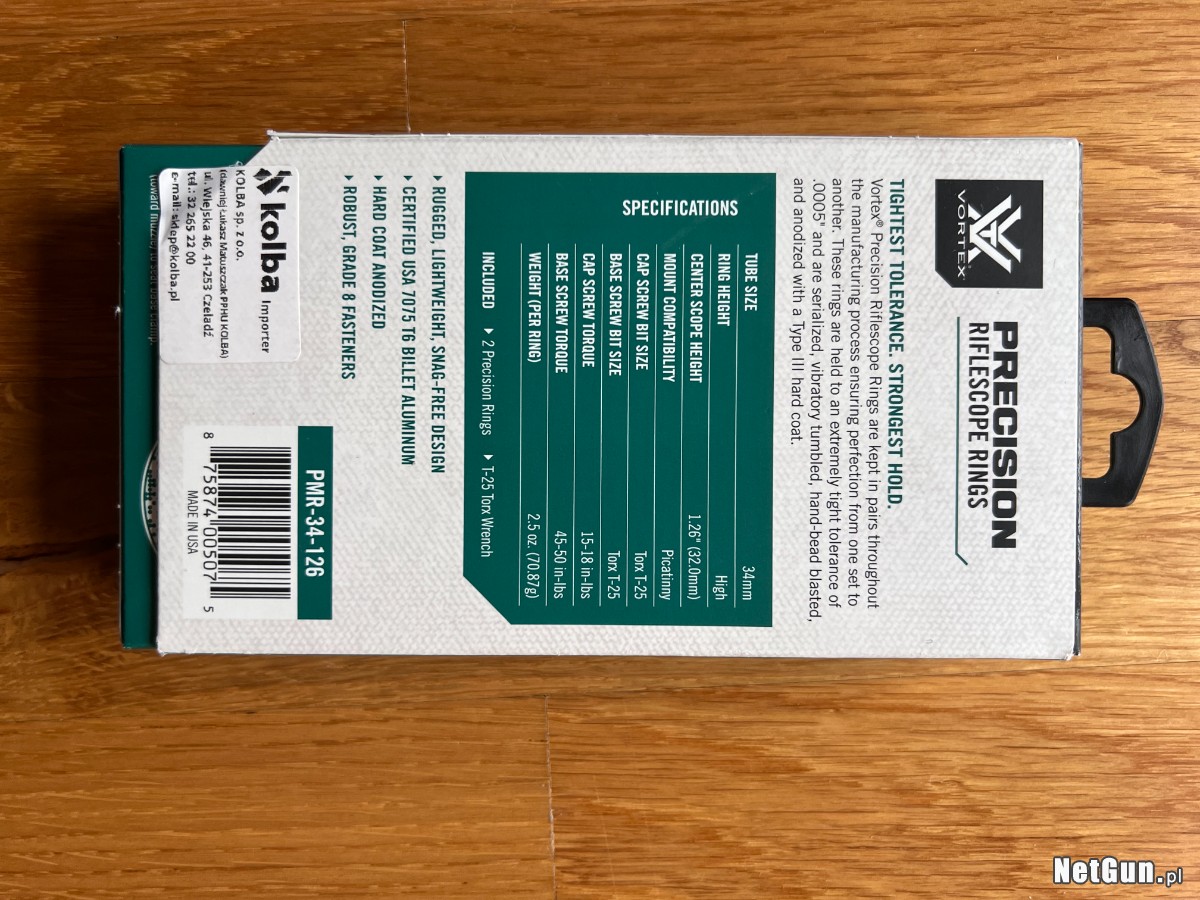 VORTEX®
PRECISION
RIFLESCOPE RINGS
TIGHTEST TOLERANCE. STRONGEST HOLD.
Vortex® Precision Riflescope Rings are kept in pairs throughout
the manufacturing process ensuring perfection from one set to
another. These rings are held to an extremely tight tolerance of
.0005" and are serialized, vibratory tumbled, hand-bead blasted,
and anodized with a Type III hard coat.
SPECIFICATIONS
TUBE SIZE 34mm
RING HEIGHT High
CENTER SCOPE HEIGHT 1.26" (32.0mm)
MOUNT COMPATIBILITY Picatinny
CAP SCREW BIT SIZE Torx T-25
BASE SCREW BIT SIZE Torx T-25
CAP SCREW TORQUE 15-18 in-lbs
BASE SCREW TORQUE 45-50 in-lbs
WEIGHT (PER RING) 2.5 oz. (70.87g)
INCLUDED ▸ 2 Precision Rings ▸ T-25 Torx Wrench
▸ RUGGED, LIGHTWEIGHT, SNAG-FREE DESIGN
▸ CERTIFIED USA 7075 T6 BILLET ALUMINUM
▸ HARD COAT ANODIZED
▸ ROBUST, GRADE 8 FASTENERS
PMR-34-126
8 75874 00507 5
MADE IN USA
kolba Importer
KOLBA sp. z o.o.
(dawniej Łukasz Matuszczak PPHU KOLBA)
ul. Wiejska 46, 41-253 Czeladź
tel.: 32 265 22 00
e-mail: sklep@kolba.pl
NetGun.pl